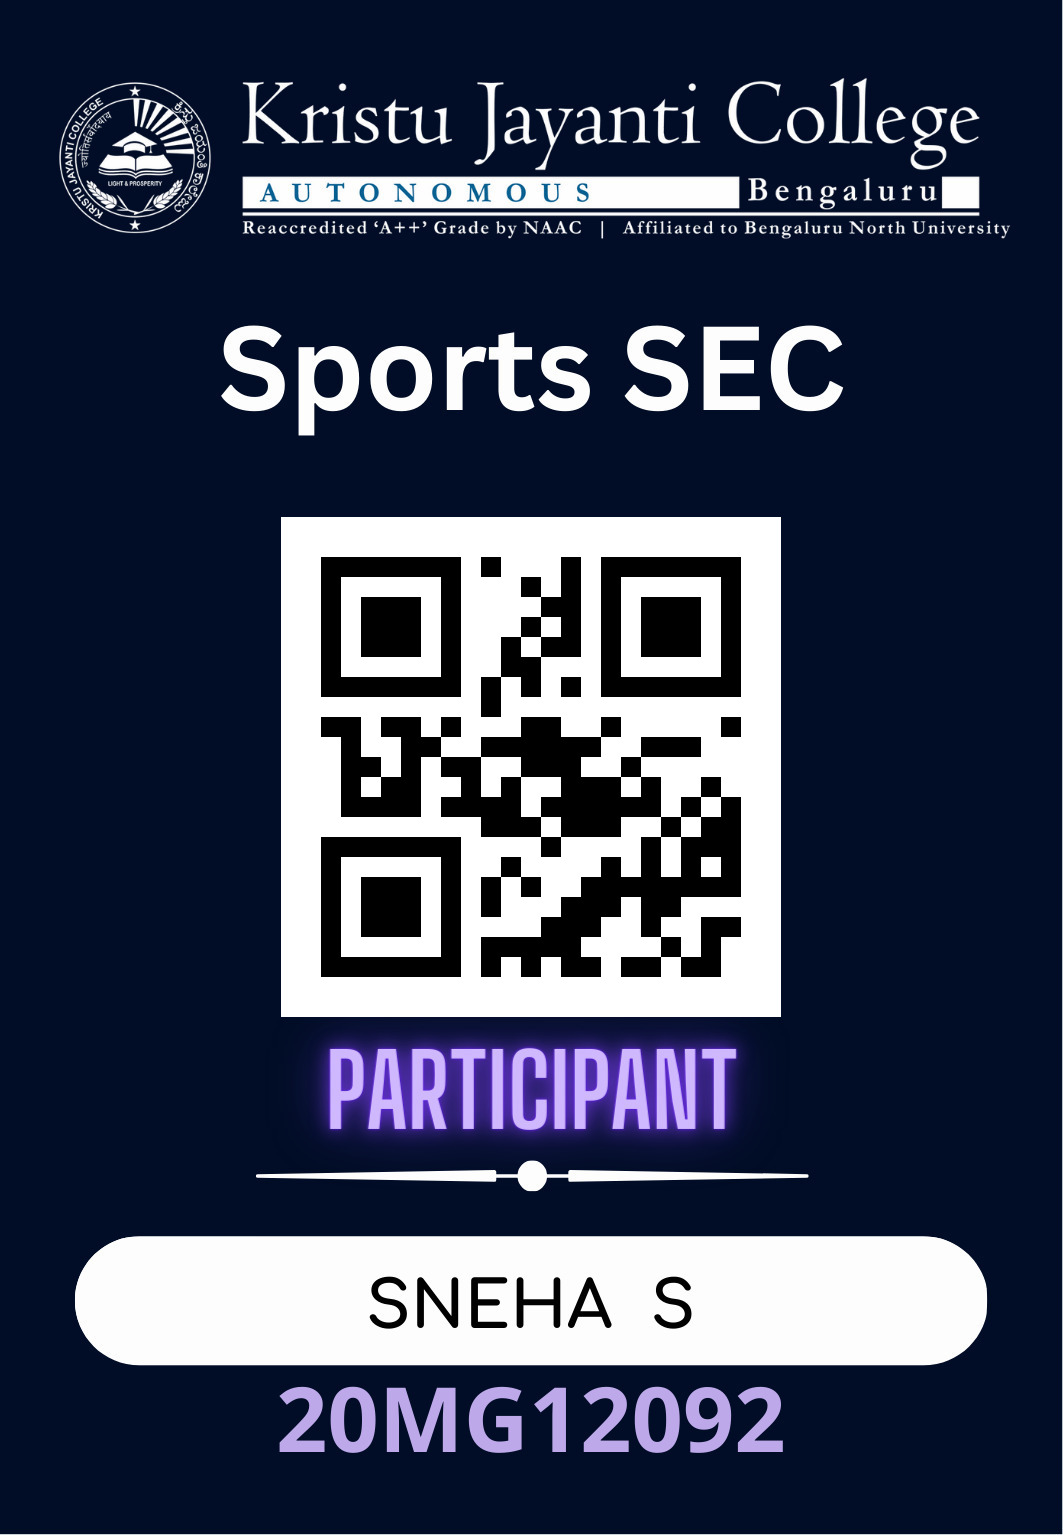 Kristu Jayanti College
AUTONOMOUS Bengaluru
Reaccredited ‘A++’ Grade by NAAC | Affiliated to Bengaluru North University
KRISTU JAYANTI COLLEGE
LIGHT & PROSPERITY
Sports SEC
PARTICIPANT
SNEHA S
20MG12092